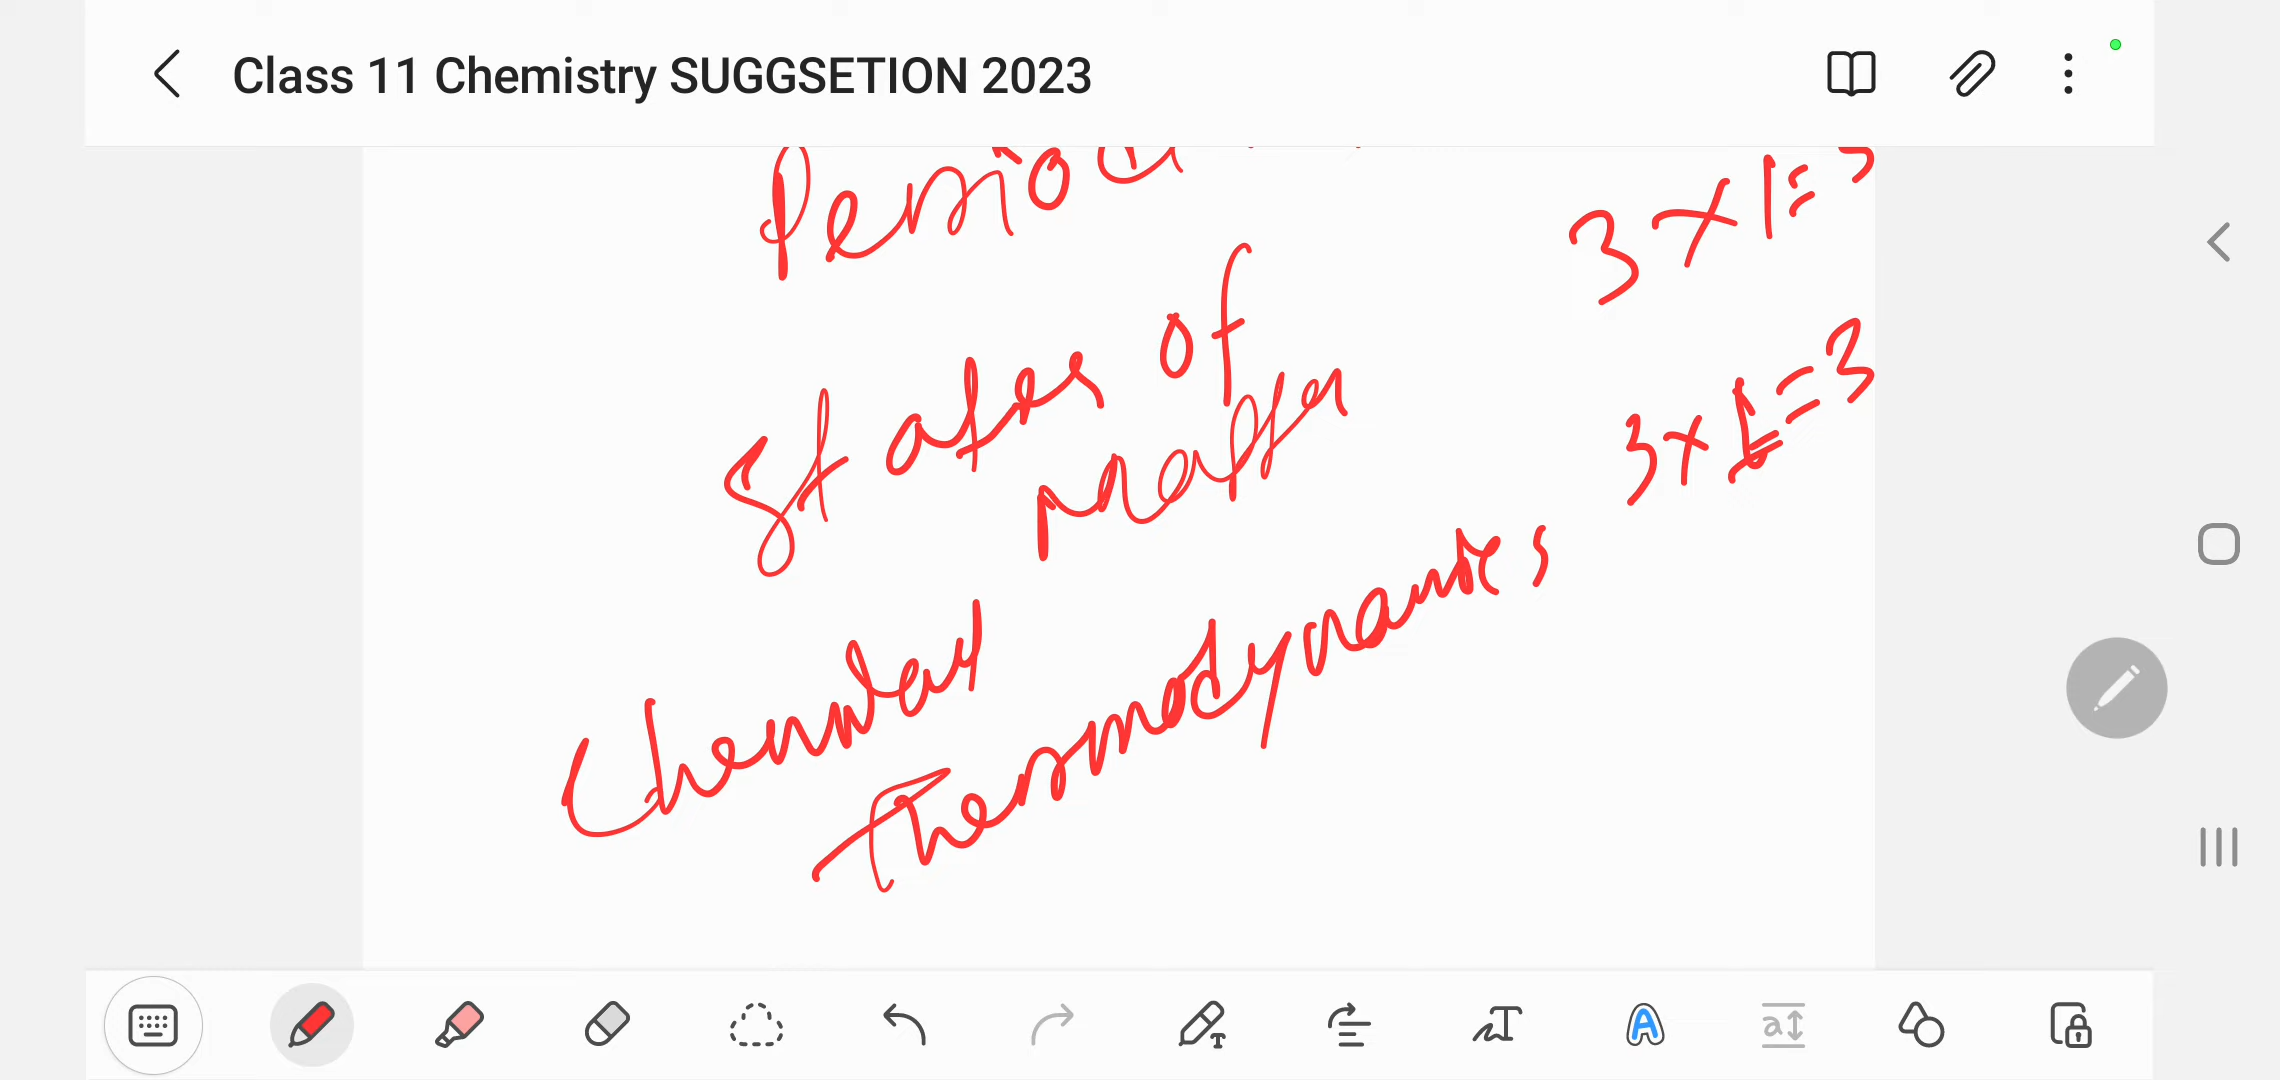 Class 11 Chemistry SUGGSETION 2023
3 x 1 = 3
States of
Matter
3 x 1 = 3
Chemical
Thermodynamics